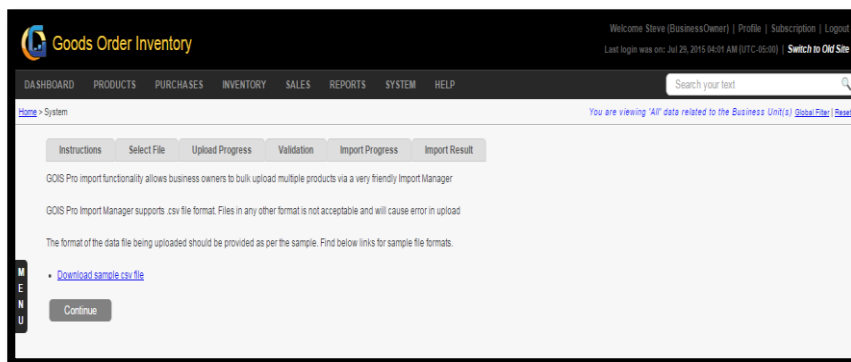 Goods Order Inventory
Welcome Steve (BusinessOwner) | Profile | Subscription | Logout
Last login was on: Jul 29, 2015 04:01 AM (UTC-05:00) | Switch to Old Site
DASHBOARD PRODUCTS PURCHASES INVENTORY SALES REPORTS SYSTEM HELP
Search your text
Home > System
You are viewing 'All' data related to the Business Unit(s) Global Filter | Reset
Instructions Select File Upload Progress Validation Import Progress Import Result
GOIS Pro import functionality allows business owners to bulk upload multiple products via a very friendly Import Manager
GOIS Pro Import Manager supports .csv file format. Files in any other format is not acceptable and will cause error in upload
The format of the data file being uploaded should be provided as per the sample. Find below links for sample file formats.
• Download sample csv file
Continue
MENU